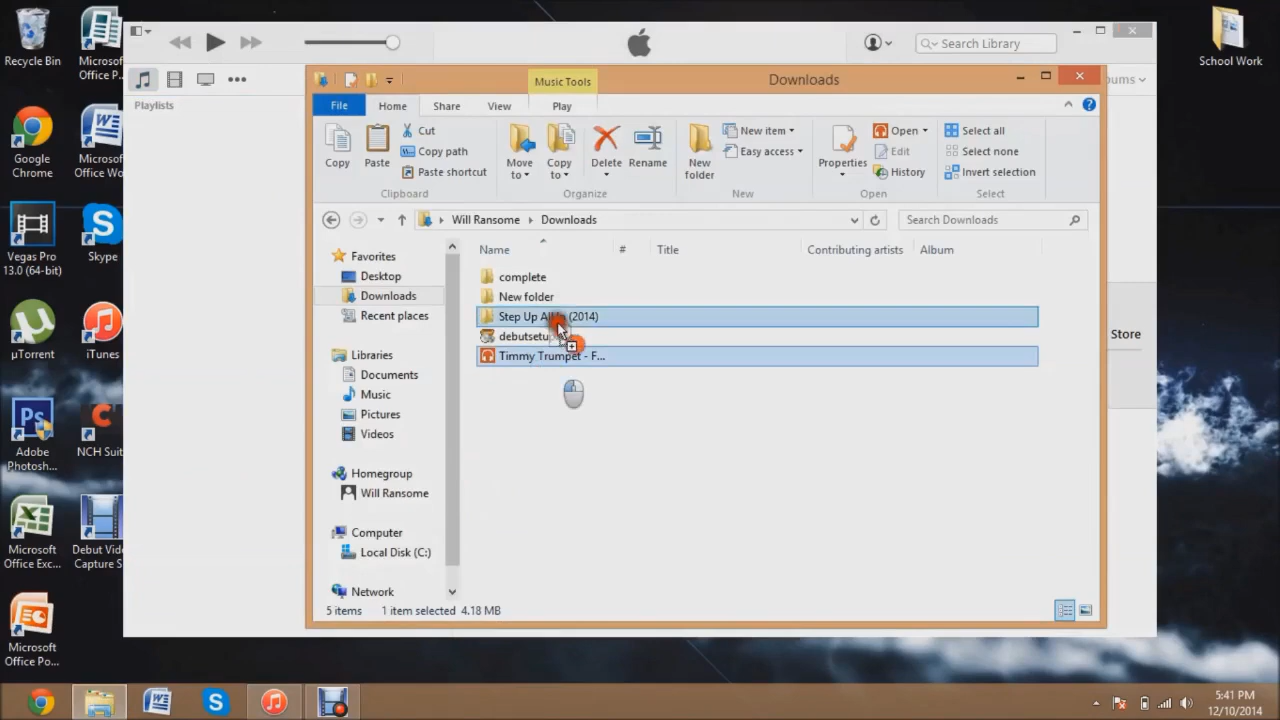 Recycle Bin
Microsoft
Office P...
Google
Chrome
Microsoft
Office Wo
Vegas Pro
13.0 (64-bit)
Skype
µTorrent
iTunes
Adobe
Photosh...
NCH Suit
Microsoft
Office Exc...
Debut Vid
Capture S
Microsoft
Office Po...
School Work
Search Library
Playlists
bums
Store
Music Tools
Downloads
File
Home
Share
View
Play
Copy
Paste
Cut
Copy path
Paste shortcut
Clipboard
Move
to
Copy
to
Delete
Rename
Organize
New
folder
New item
Easy access
New
Properties
Open
Edit
History
Open
Select all
Select none
Invert selection
Select
Will Ransome
Downloads
Search Downloads
Favorites
Desktop
Downloads
Recent places
Libraries
Documents
Music
Pictures
Videos
Homegroup
Will Ransome
Computer
Local Disk (C:)
Network
Name
#
Title
Contributing artists
Album
complete
New folder
Step Up All (2014)
debutsetu
Timmy Trumpet - F...
5 items
1 item selected 4.18 MB
5:41 PM
12/10/2014